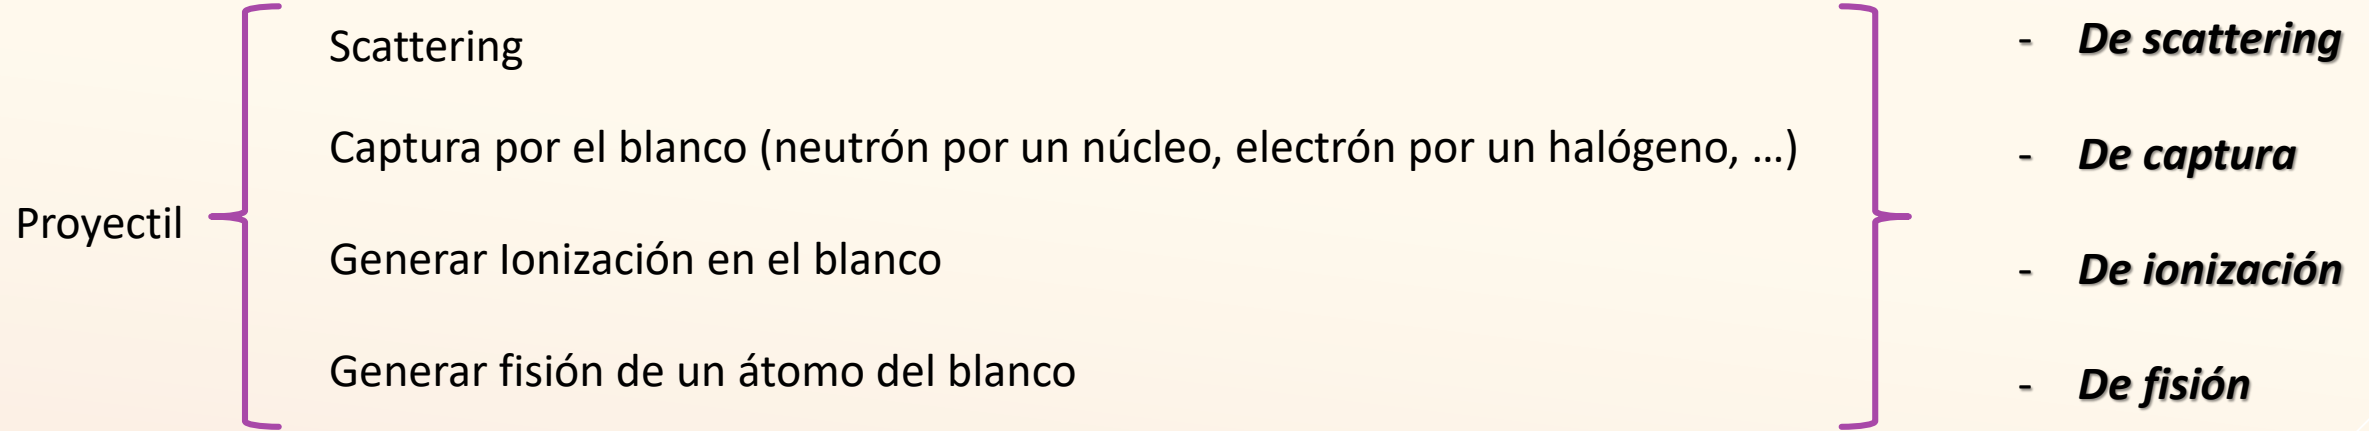 Proyectil
Scattering
Captura por el blanco (neutrón por un núcleo, electrón por un halógeno, ...)
Generar Ionización en el blanco
Generar fisión de un átomo del blanco
- De scattering
- De captura
- De ionización
- De fisión